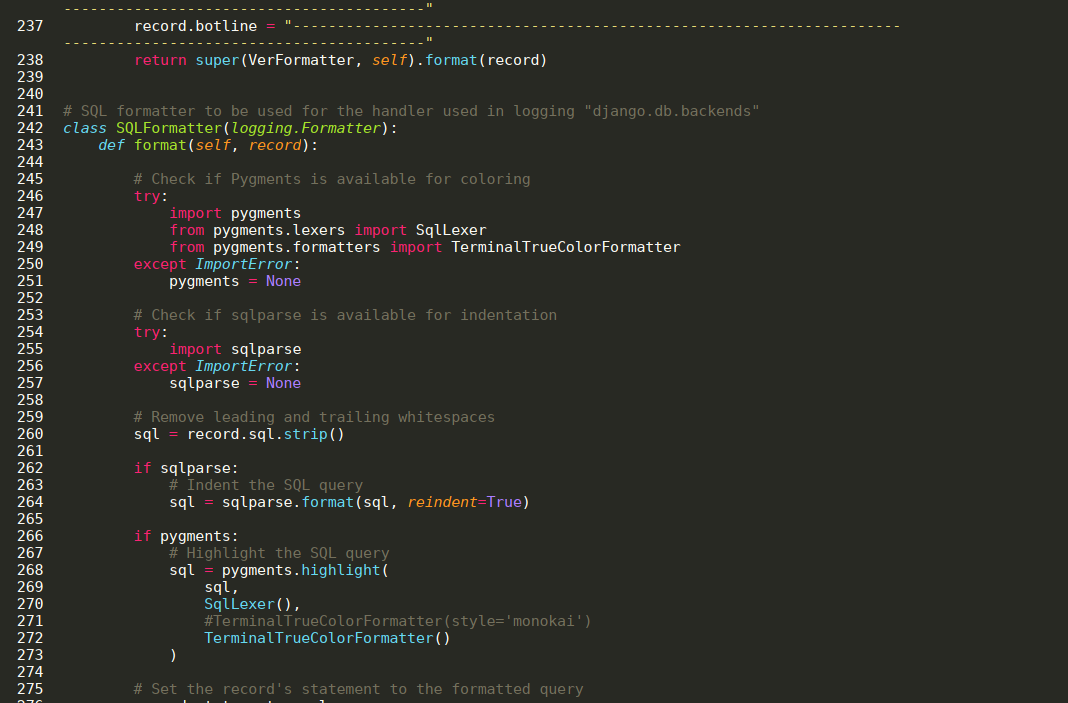 -----------------------------------------"
237         record.botline = "---------------------------------------------------------------------
-----------------------------------------"
238         return super(VerFormatter, self).format(record)
239
240
241 # SQL formatter to be used for the handler used in logging "django.db.backends"
242 class SQLFormatter(logging.Formatter):
243     def format(self, record):
244
245         # Check if Pygments is available for coloring
246         try:
247             import pygments
248             from pygments.lexers import SqlLexer
249             from pygments.formatters import TerminalTrueColorFormatter
250         except ImportError:
251             pygments = None
252
253         # Check if sqlparse is available for indentation
254         try:
255             import sqlparse
256         except ImportError:
257             sqlparse = None
258
259         # Remove leading and trailing whitespaces
260         sql = record.sql.strip()
261
262         if sqlparse:
263             # Indent the SQL query
264             sql = sqlparse.format(sql, reindent=True)
265
266         if pygments:
267             # Highlight the SQL query
268             sql = pygments.highlight(
269                 sql,
270                 SqlLexer(),
271                 #TerminalTrueColorFormatter(style='monokai')
272                 TerminalTrueColorFormatter()
273             )
274
275         # Set the record's statement to the formatted query